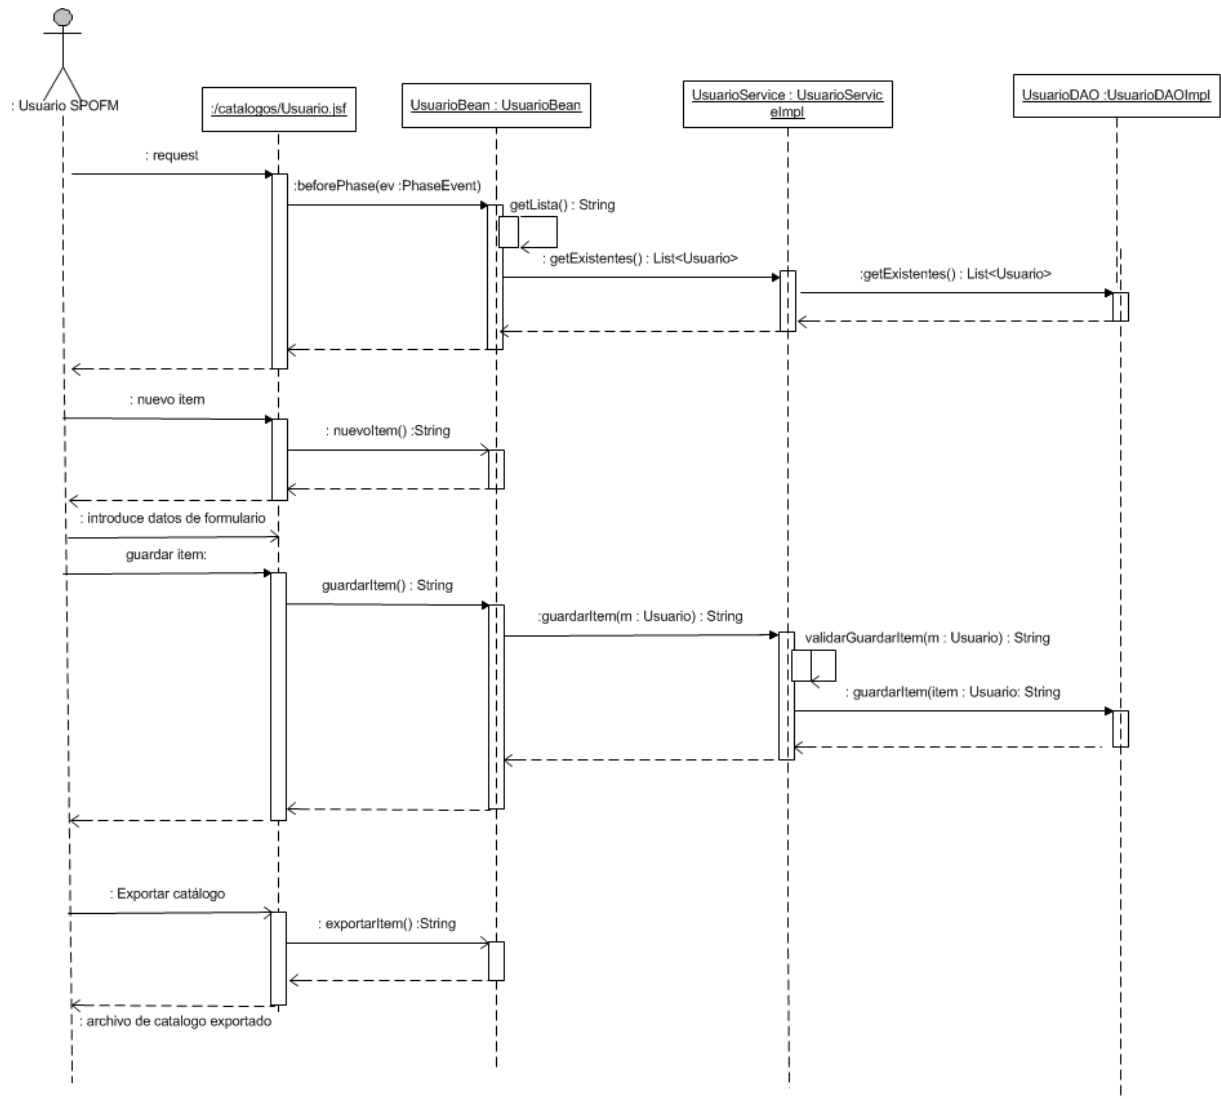 : Usuario SPOFM
:/catalogos/Usuario.jsf
UsuarioBean : UsuarioBean
UsuarioService : UsuarioServic
eImpl
UsuarioDAO :UsuarioDAOImpl
: request
:beforePhase(ev :PhaseEvent)
getLista() : String
: getExistentes() : List<Usuario>
:getExistentes() : List<Usuario>
: nuevo item
: nuevoItem() :String
: introduce datos de formulario
guardar item:
guardarItem() : String
:guardarItem(m : Usuario) : String
validarGuardarItem(m : Usuario) : String
: guardarItem(item : Usuario: String
: Exportar catálogo
: exportarItem() :String
: archivo de catalogo exportado